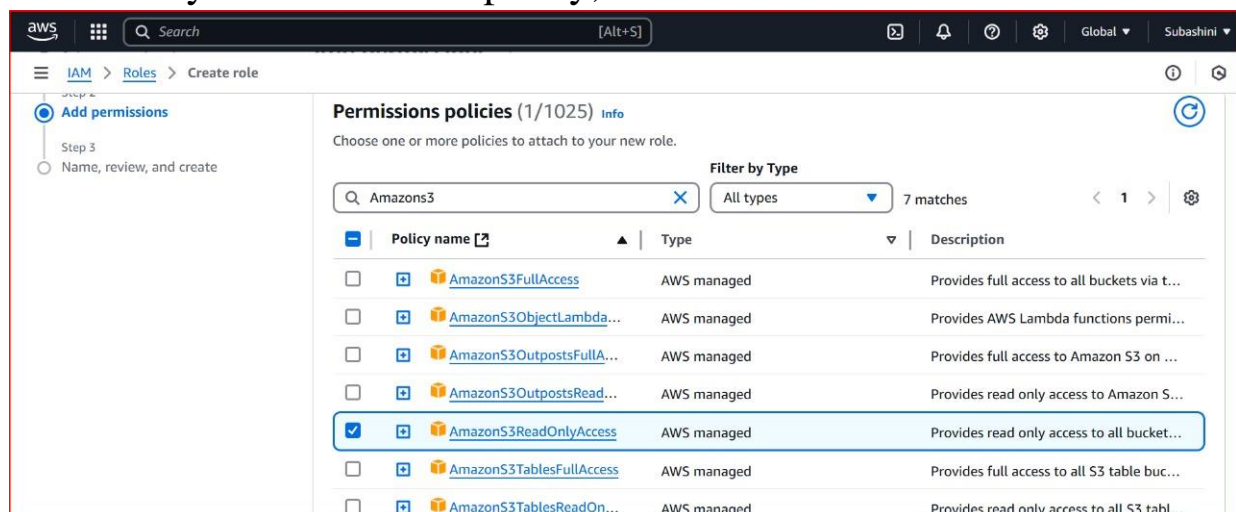 aws Search [Alt+S] Global Subashini
IAM > Roles > Create role
Add permissions
Step 3
Name, review, and create
Permissions policies (1/1025) Info
Choose one or more policies to attach to your new role.
Filter by Type
Amazons3 All types 7 matches 1
Policy name Type Description
AmazonS3FullAccess AWS managed Provides full access to all buckets via t...
AmazonS3ObjectLambda... AWS managed Provides AWS Lambda functions permi...
AmazonS3OutpostsFullA... AWS managed Provides full access to Amazon S3 on ...
AmazonS3OutpostsRead... AWS managed Provides read only access to Amazon S...
AmazonS3ReadOnlyAccess AWS managed Provides read only access to all bucket...
AmazonS3TablesFullAccess AWS managed Provides full access to all S3 table buc...
AmazonS3TablesReadOn... AWS managed Provides read only access to all S3 tabl...